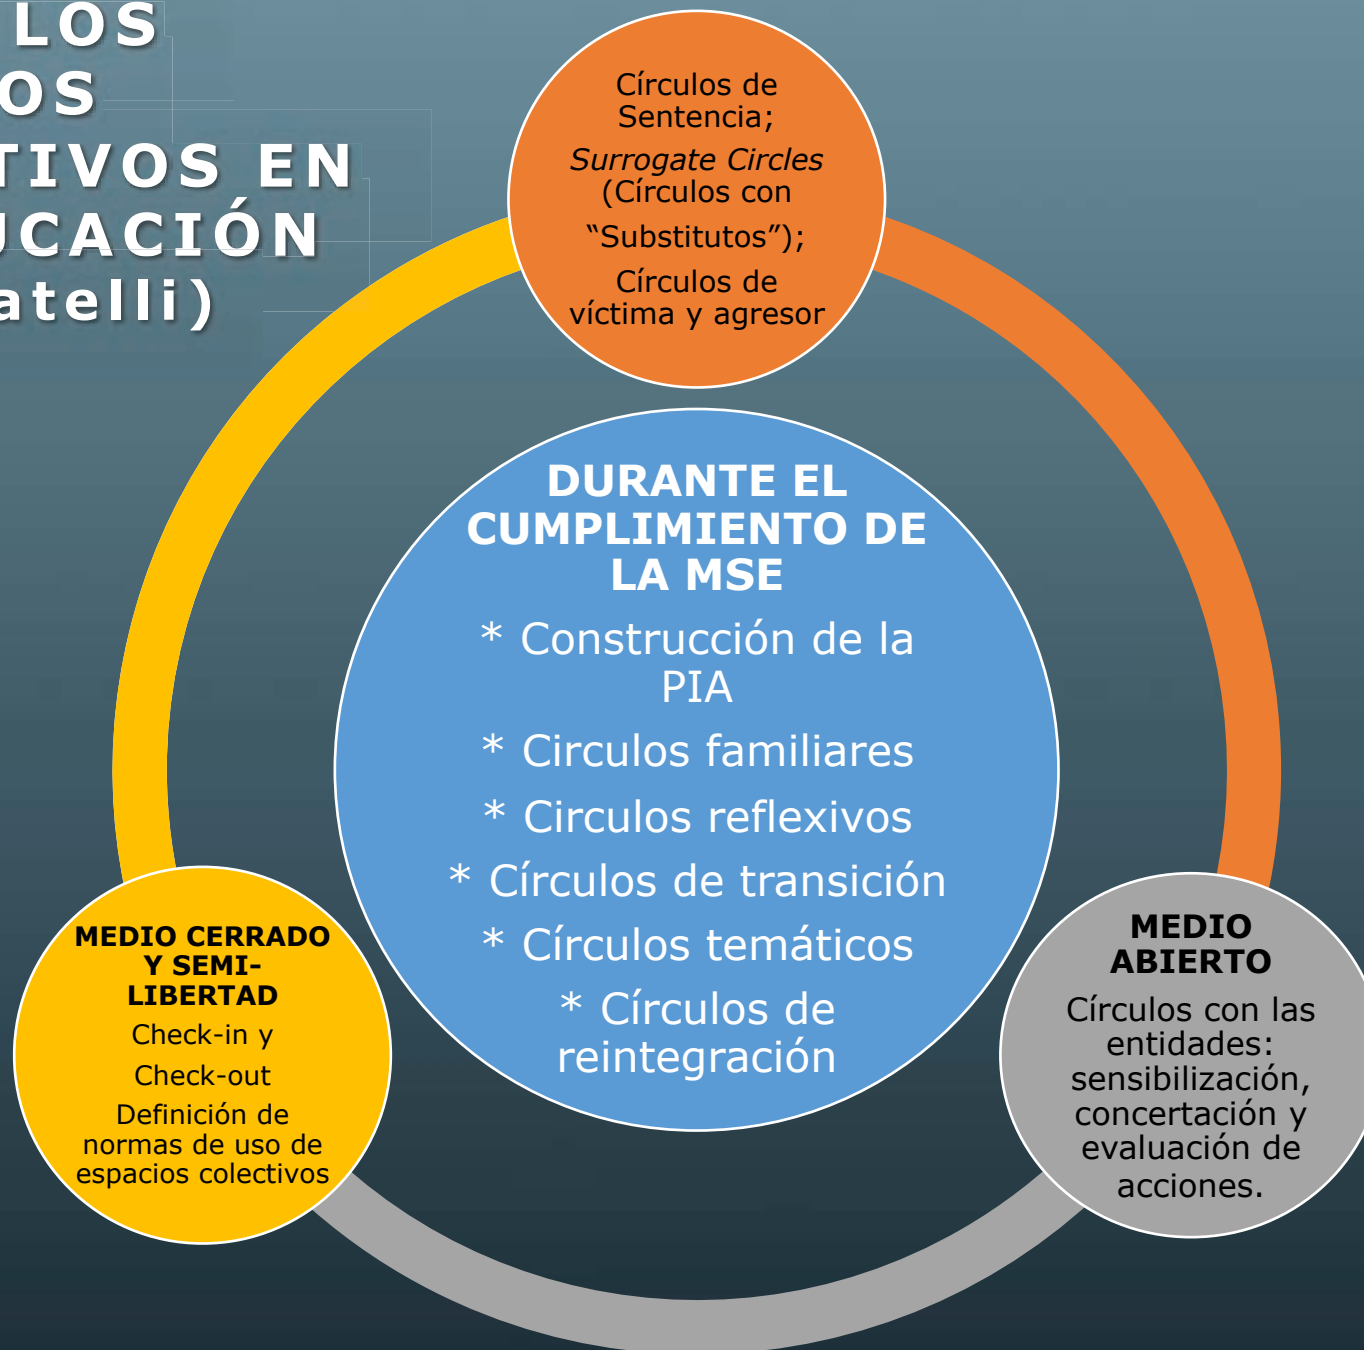 LOS
OS
TIVOS EN
UCACIÓN
atelli)
Círculos de
Sentencia;
Surrogate Circles
(Círculos con
“Substitutos”);
Círculos de
víctima y agresor
DURANTE EL
CUMPLIMIENTO DE
LA MSE
* Construcción de la
PIA
* Circulos familiares
* Circulos reflexivos
* Círculos de transición
* Círculos temáticos
* Círculos de
reintegración
MEDIO CERRADO
Y SEMI-
LIBERTAD
Check-in y
Check-out
Definición de
normas de uso de
espacios colectivos
MEDIO
ABIERTO
Círculos con las
entidades:
sensibilización,
concertación y
evaluación de
acciones.